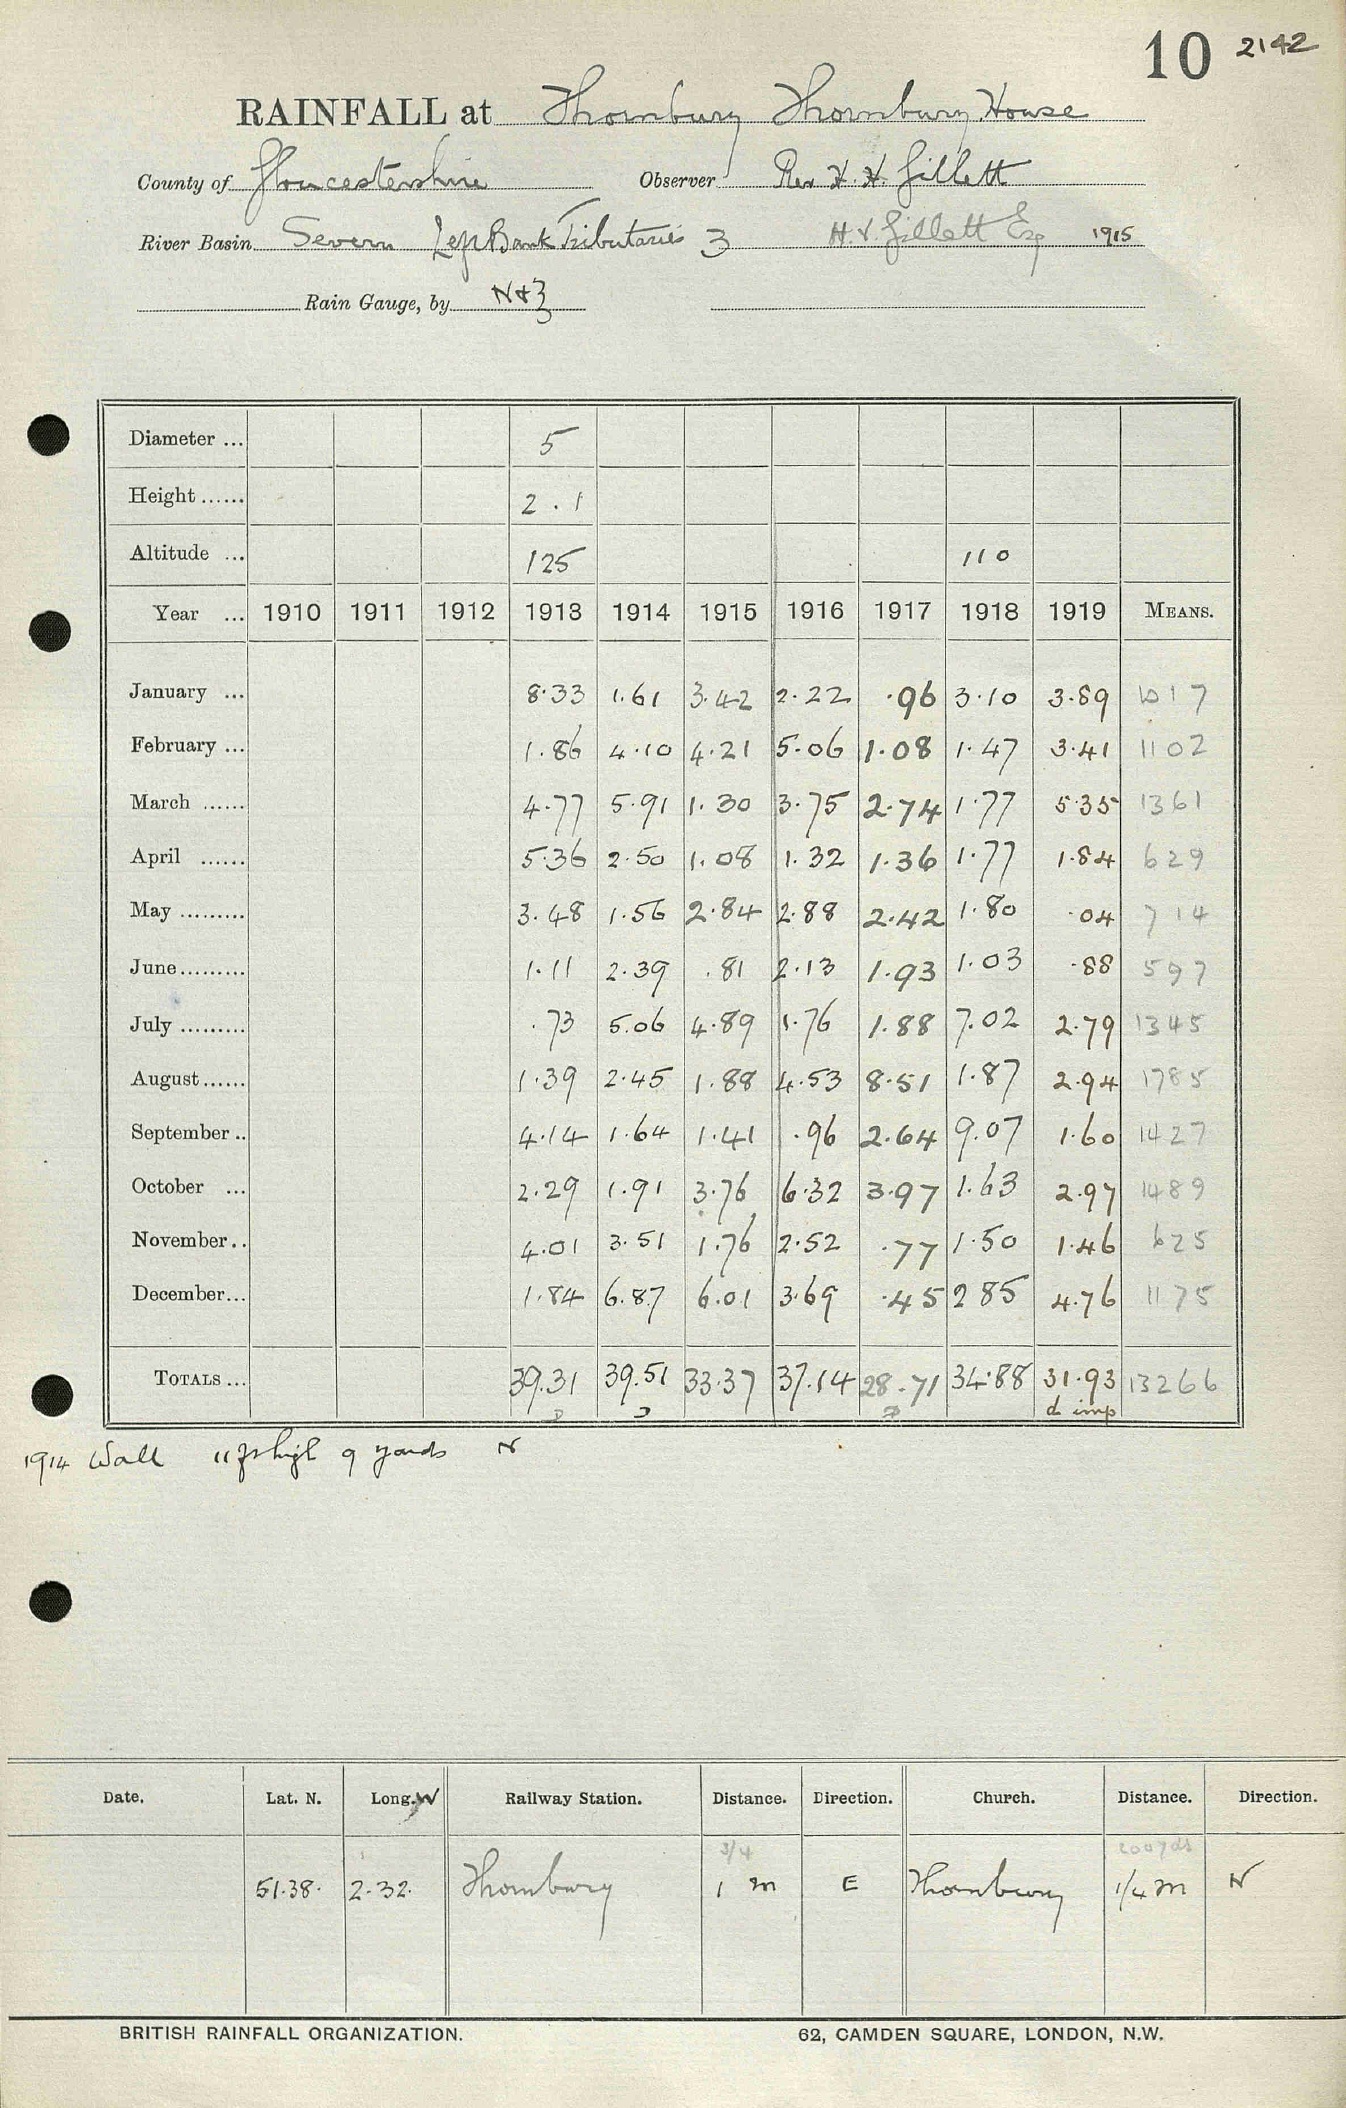 10 2142
RAINFALL at Thornbury Thornbury House
County of Gloucestershire Observer Rev H. H. Gillett
River Basin Severn Left Bank Tributaries 3 H. V. Gillett Esq 1915
Rain Gauge, by N & Z
Diameter ... 5
Height ...... 2.1
Altitude ... 125 110
Year ... 1910 1911 1912 1913 1914 1915 1916 1917 1918 1919 MEANS.
January ... 8.33 1.61 3.42 2.22 .96 3.10 3.89 1017
February ... 1.86 4.10 4.21 5.06 1.08 1.47 3.41 1102
March ...... 4.77 5.91 1.30 3.75 2.74 1.77 5.35 1361
April ...... 5.36 2.50 1.08 1.32 1.36 1.77 1.84 629
May ......... 3.48 1.56 2.84 2.88 2.42 1.80 .04 714
June......... 1.11 2.39 .81 2.13 1.93 1.03 .88 597
July ......... .73 5.06 4.89 1.76 1.88 7.02 2.79 1345
August...... 1.39 2.45 1.88 4.53 8.51 1.87 2.94 1785
September.. 4.14 1.64 1.41 .96 2.64 9.07 1.60 1427
October ... 2.29 1.91 3.76 6.32 3.97 1.63 2.97 1489
November.. 4.01 3.51 1.76 2.52 .77 1.50 1.46 625
December... 1.84 6.87 6.01 3.69 .45 2 85 4.76 1175
TOTALS ... 39.31 39.51 33.37 37.14 28.71 34.88 31.93 13266
d imp
1914 Wall 11 ft high 9 yards N
Date. Lat. N. Long. W Railway Station. Distance. Direction. Church. Distance. Direction.
3/4 200 yds
51.38. 2.32. Thornbury 1 m E Thornbury 1/4 m N
BRITISH RAINFALL ORGANIZATION. 62, CAMDEN SQUARE, LONDON, N.W.